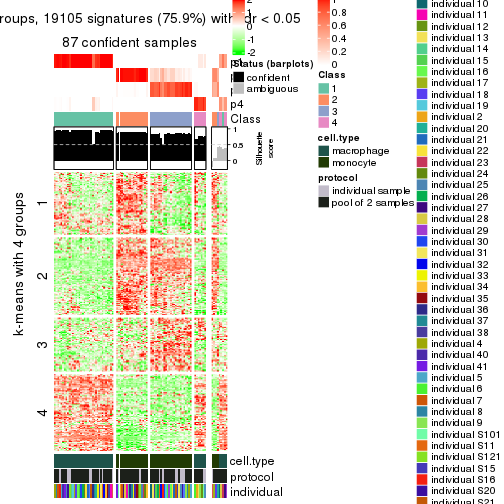 roups, 19105 signatures (75.9%) with
dr < 0.05
87 confident samples
p4
Class
1
0.5
0
Silhouette
score
k-means with 4 groups
1
2
3
4
cell.type
protocol
individual
2
1
0
-1
-2
Status (barplots)
confident
ambiguous
0.8
0.6
0.4
0.2
0
Class
1
2
3
4
cell.type
macrophage
monocyte
protocol
individual sample
pool of 2 samples
individual 10
individual 11
individual 12
individual 13
individual 14
individual 15
individual 16
individual 17
individual 18
individual 19
individual 2
individual 20
individual 21
individual 22
individual 23
individual 24
individual 25
individual 26
individual 27
individual 28
individual 29
individual 30
individual 31
individual 32
individual 33
individual 34
individual 35
individual 36
individual 37
individual 38
individual 4
individual 40
individual 41
individual 5
individual 6
individual 7
individual 8
individual 9
individual S101
individual S11
individual S121
individual S15
individual S16
individual S20
individual S21